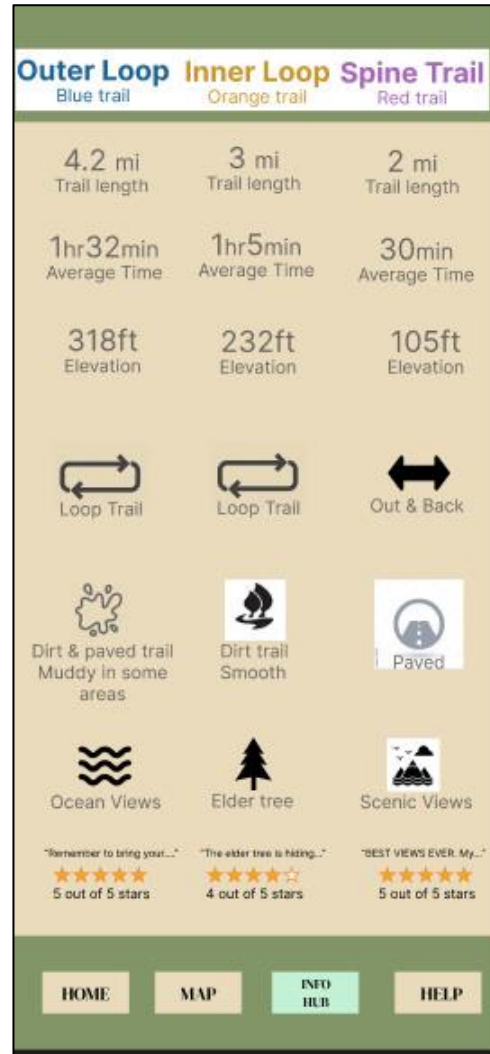 Outer Loop Inner Loop Spine Trail
Blue trail Orange trail Red trail
4.2 mi 3 mi 2 mi
Trail length Trail length Trail length
1hr32min 1hr5min 30min
Average Time Average Time Average Time
318ft 232ft 105ft
Elevation Elevation Elevation
Loop Trail Loop Trail Out & Back
Dirt & paved trail Dirt trail Paved
Muddy in some Smooth
areas
Ocean Views Elder tree Scenic Views
"Remember to bring your..." "The elder tree is hiding..." "BEST VIEWS EVER. My..."
5 out of 5 stars 4 out of 5 stars 5 out of 5 stars
HOME MAP INFO HUB HELP